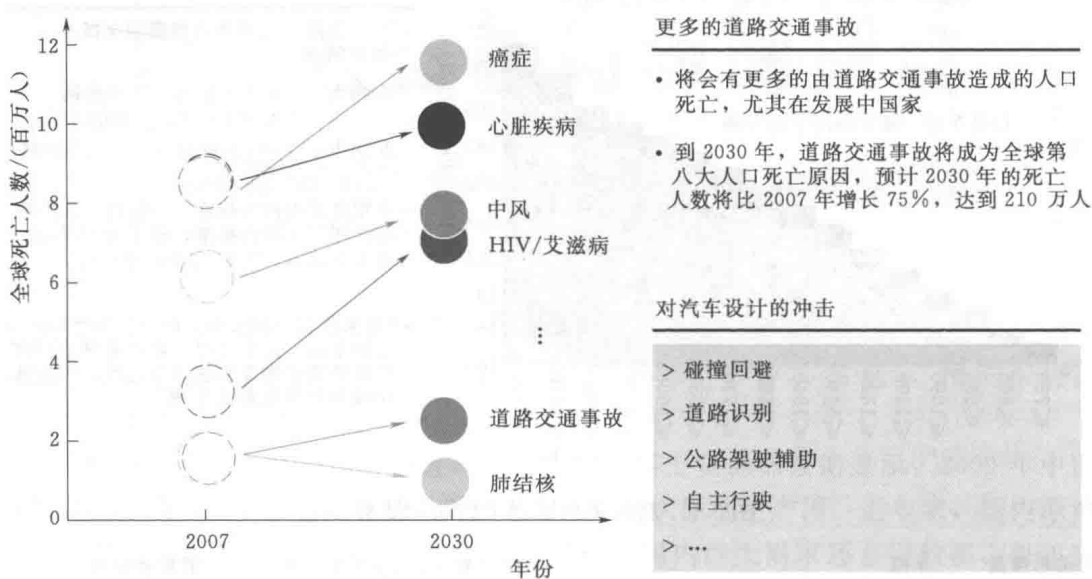 全球死亡人数/(百万人)
12
10
8
6
4
2
0
2007
2030
年份
癌症
心脏疾病
中风
HIV/艾滋病
⋮
道路交通事故
肺结核
更多的道路交通事故
• 将会有更多的由道路交通事故造成的人口
死亡，尤其在发展中国家
• 到 2030 年，道路交通事故将成为全球第
八大人口死亡原因，预计 2030 年的死亡
人数将比 2007 年增长 75%，达到 210 万人
对汽车设计的冲击
> 碰撞回避
> 道路识别
> 公路驾驶辅助
> 自主行驶
> …